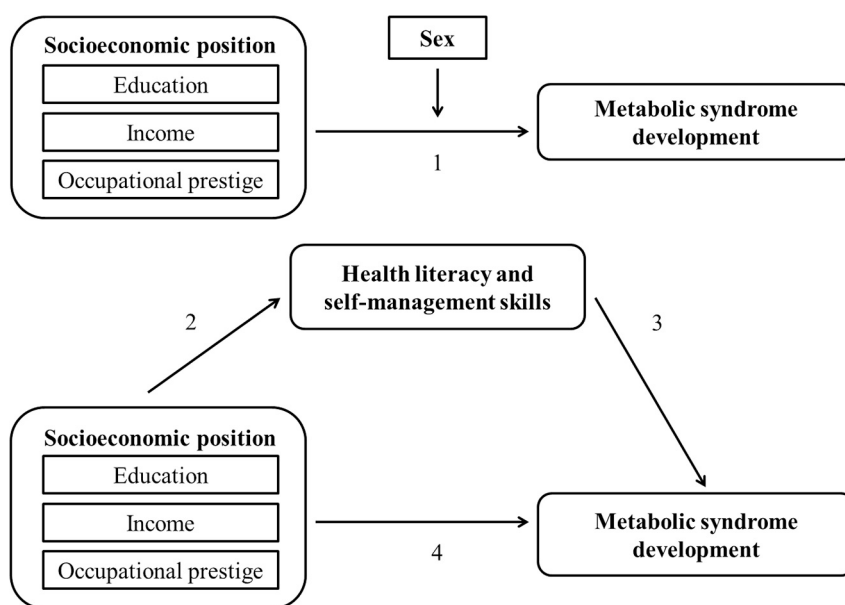 Socioeconomic position
Education
Income
Occupational prestige
Sex
1
Metabolic syndrome
development
Health literacy and
self-management skills
2
3
Socioeconomic position
Education
Income
Occupational prestige
4
Metabolic syndrome
development